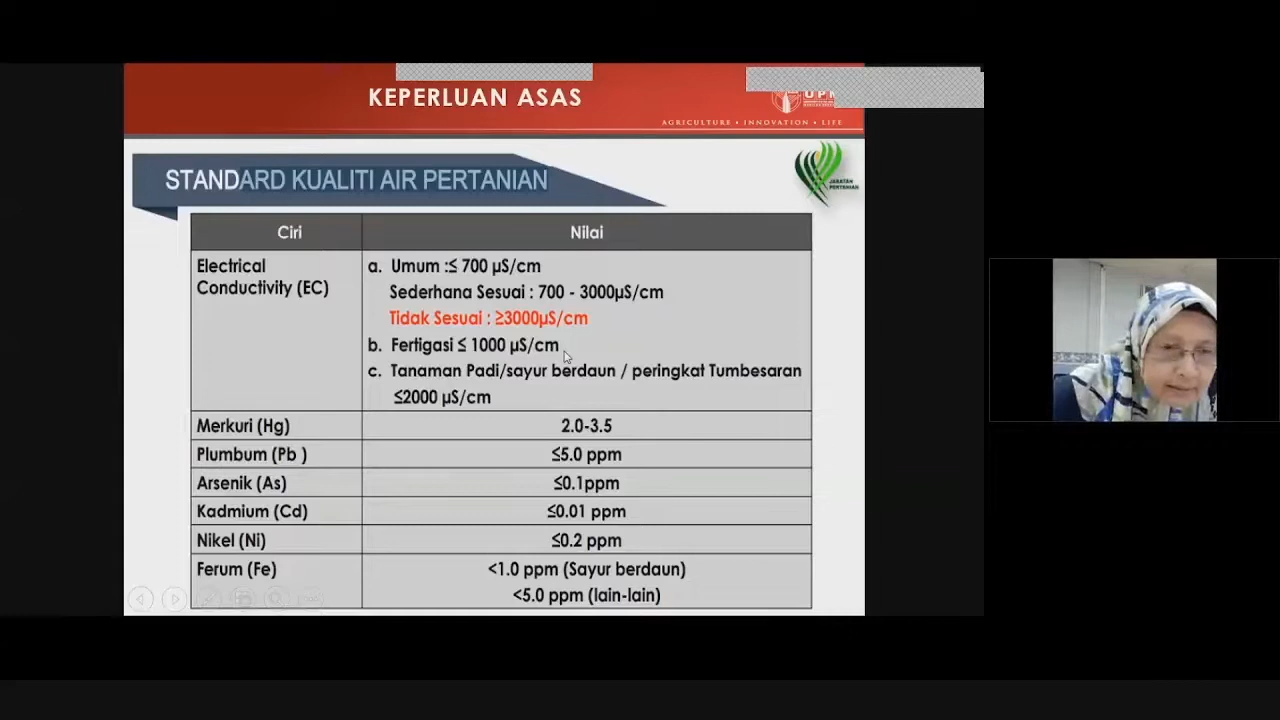 KEPERLUAN ASAS
AGRICULTURE • INNOVATION • LIFE
STANDARD KUALITI AIR PERTANIAN
JABATAN
PERTANIAN
Ciri Nilai
Electrical
Conductivity (EC)
a. Umum :≤ 700 µS/cm
Sederhana Sesuai : 700 - 3000µS/cm
Tidak Sesuai : ≥3000µS/cm
b. Fertigasi ≤ 1000 µS/cm
c. Tanaman Padi/sayur berdaun / peringkat Tumbesaran
≤2000 µS/cm
Merkuri (Hg) 2.0-3.5
Plumbum (Pb ) ≤5.0 ppm
Arsenik (As) ≤0.1ppm
Kadmium (Cd) ≤0.01 ppm
Nikel (Ni) ≤0.2 ppm
Ferum (Fe) <1.0 ppm (Sayur berdaun)
<5.0 ppm (lain-lain)